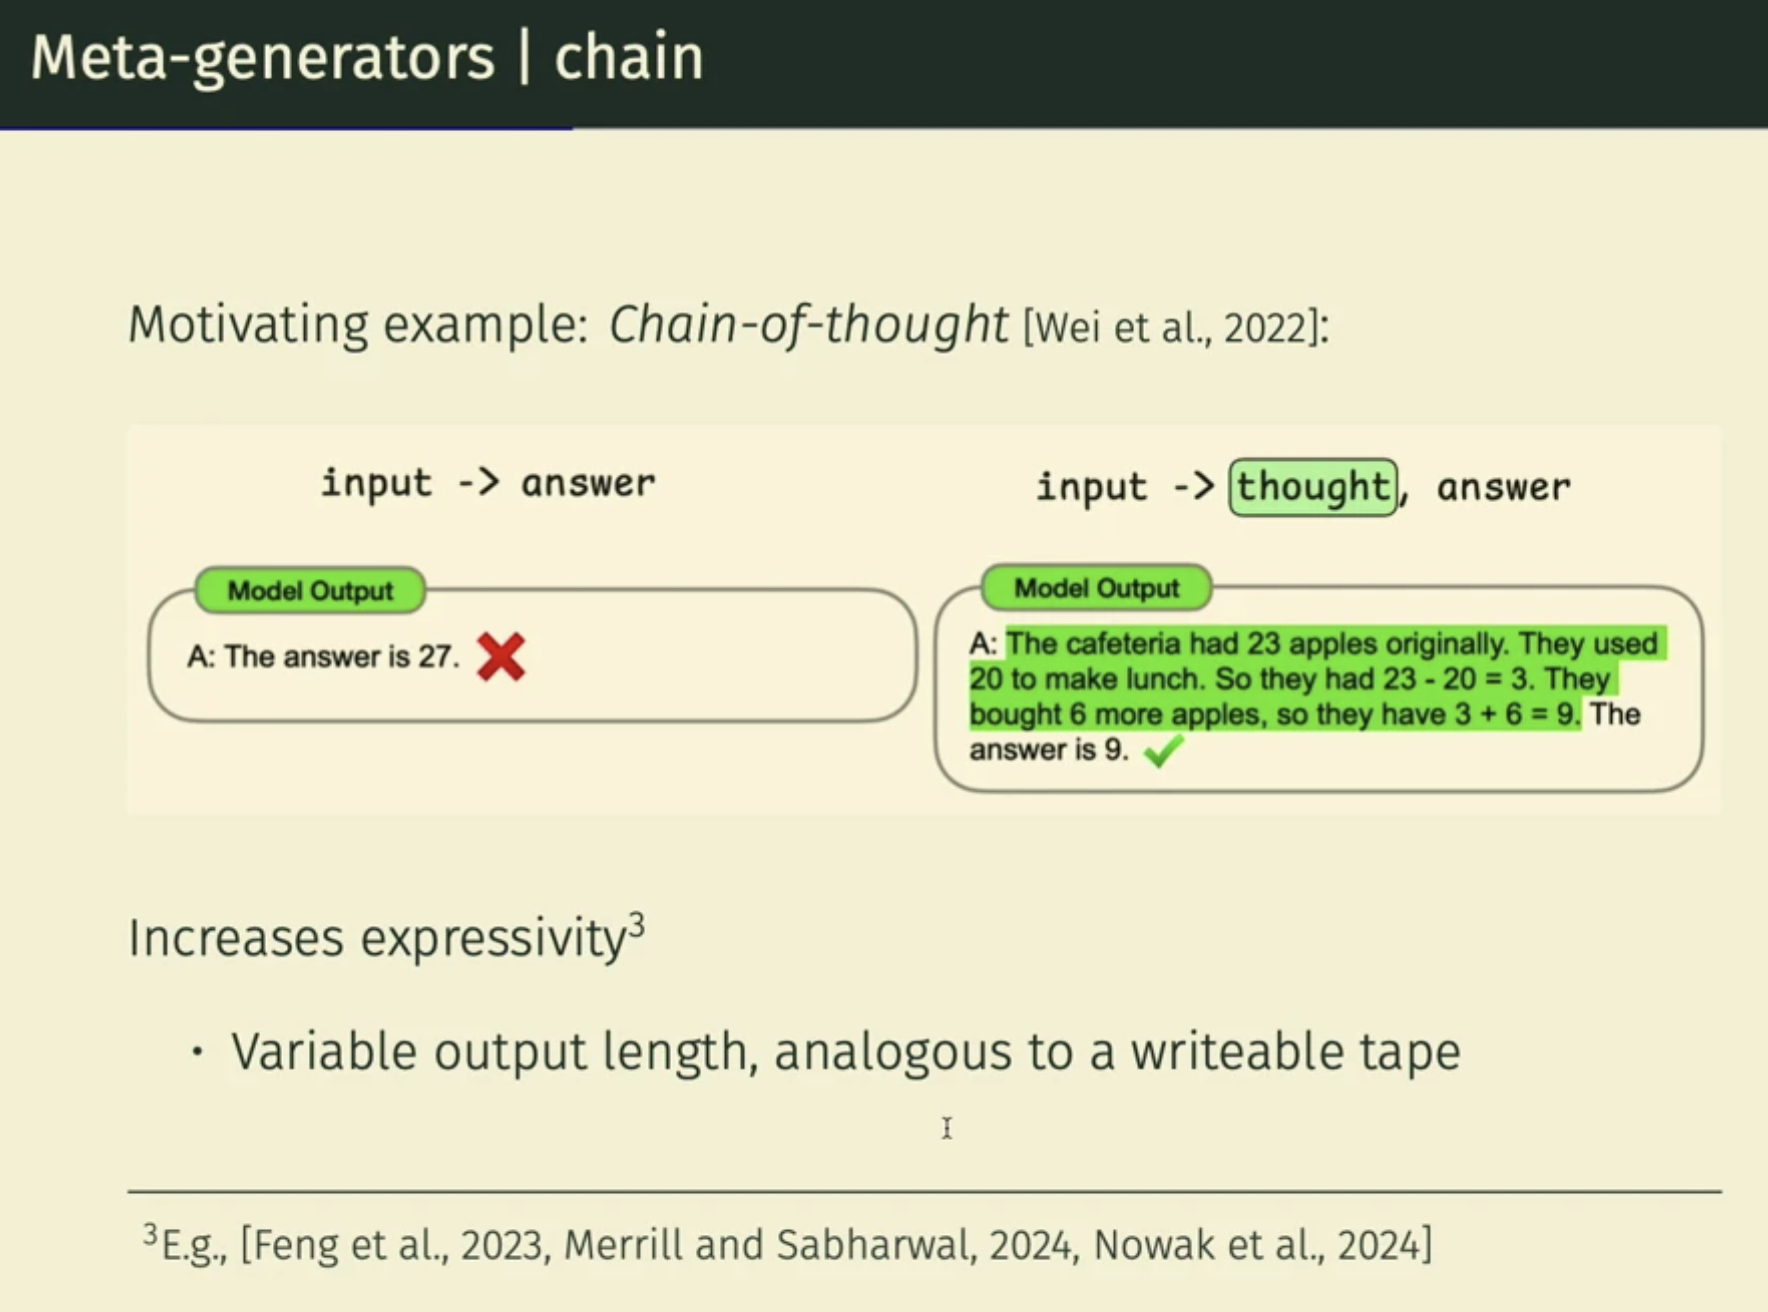 Meta-generators | chain
Motivating example: Chain-of-thought [Wei et al., 2022]:
input -> answer
Model Output
A: The answer is 27. ❌
input -> thought, answer
Model Output
A: The cafeteria had 23 apples originally. They used
20 to make lunch. So they had 23 - 20 = 3. They
bought 6 more apples, so they have 3 + 6 = 9. The
answer is 9. ✔
Increases expressivity³
• Variable output length, analogous to a writeable tape
³E.g., [Feng et al., 2023, Merrill and Sabharwal, 2024, Nowak et al., 2024]